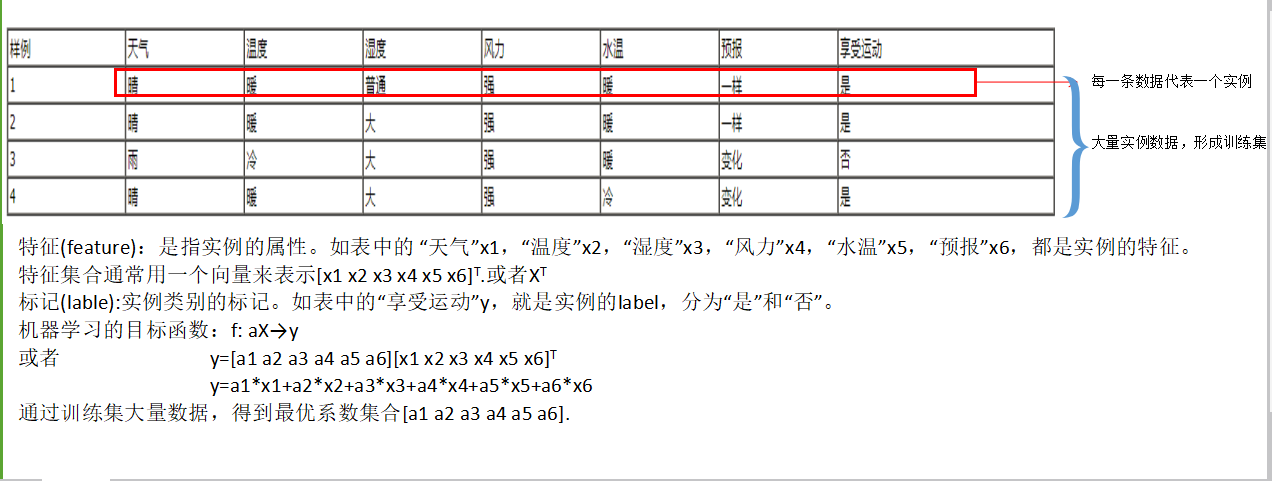 样例 天气 温度 湿度 风力 水温 预报 享受运动
1 晴 暖 普通 强 暖 一样 是
每一条数据代表一个实例
2 晴 暖 大 强 暖 一样 是
大量实例数据，形成训练集
3 雨 冷 大 强 暖 变化 否
4 晴 暖 大 强 冷 变化 是
特征(feature)：是指实例的属性。如表中的 “天气”x1，“温度”x2，“湿度”x3，“风力”x4，“水温”x5，“预报”x6，都是实例的特征。
特征集合通常用一个向量来表示[x1 x2 x3 x4 x5 x6]ᵀ.或者Xᵀ
标记(lable):实例类别的标记。如表中的“享受运动”y，就是实例的label，分为“是”和“否”。
机器学习的目标函数：f: aX→y
或者 y=[a1 a2 a3 a4 a5 a6][x1 x2 x3 x4 x5 x6]ᵀ
y=a1*x1+a2*x2+a3*x3+a4*x4+a5*x5+a6*x6
通过训练集大量数据，得到最优系数集合[a1 a2 a3 a4 a5 a6].